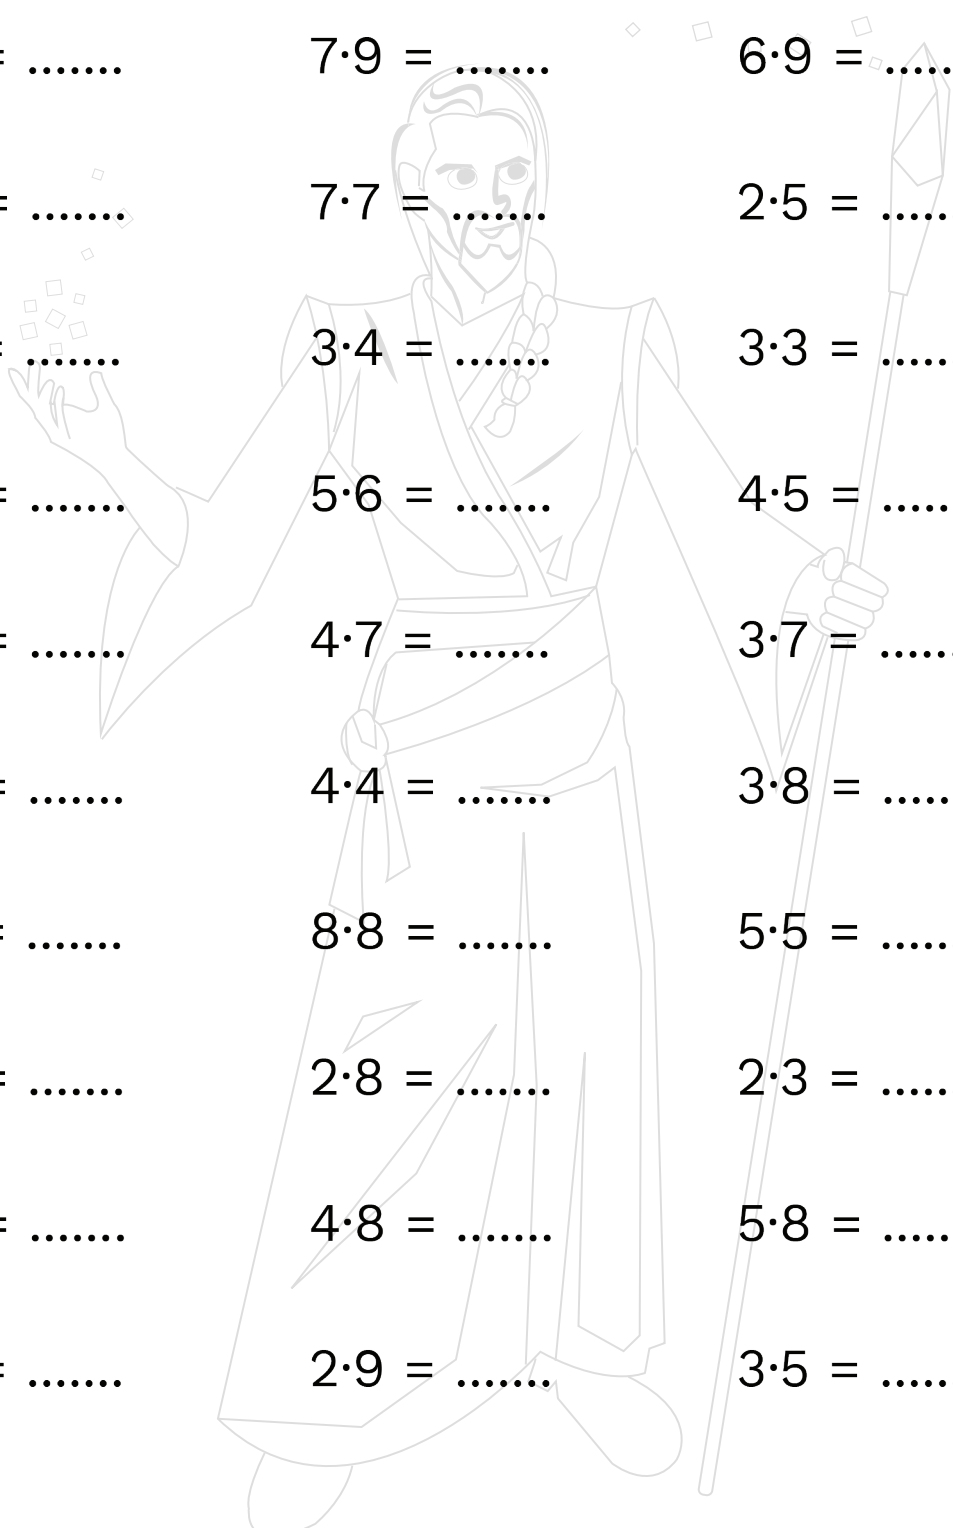 = ....... 7·9 = ....... 6·9 = .....
= ....... 7·7 = ....... 2·5 = .....
= ....... 3·4 = ....... 3·3 = .....
= ....... 5·6 = ....... 4·5 = .....
= ....... 4·7 = ....... 3·7 = .....
= ....... 4·4 = ....... 3·8 = .....
= ....... 8·8 = ....... 5·5 = .....
= ....... 2·8 = ....... 2·3 = .....
= ....... 4·8 = ....... 5·8 = .....
= ....... 2·9 = ....... 3·5 = .....